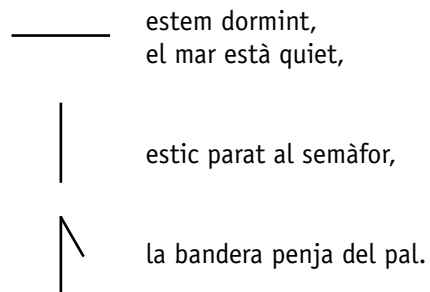 estem dormint,
el mar està quiet,
estic parat al semàfor,
la bandera penja del pal.